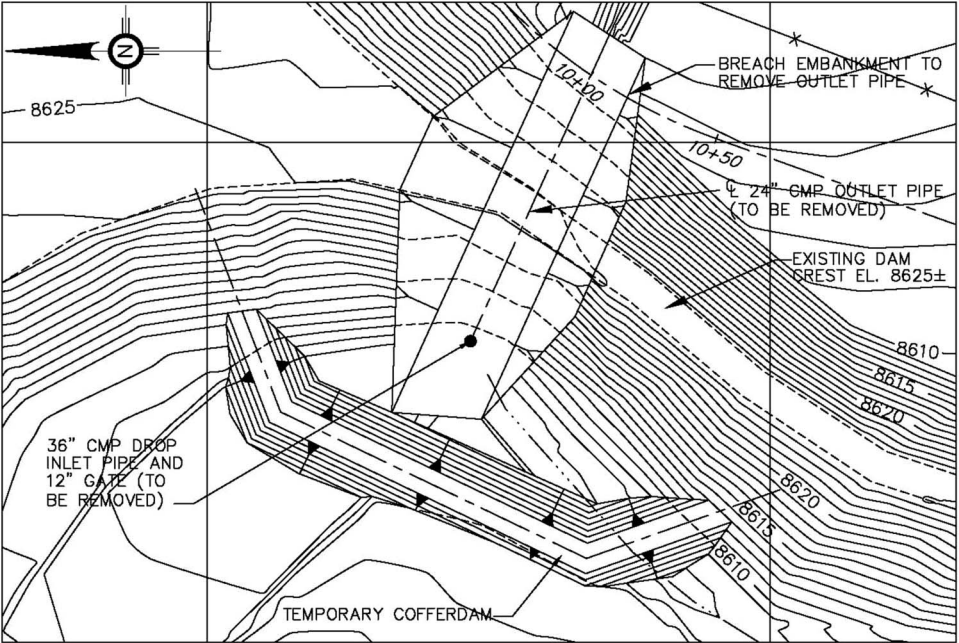 N
BREACH EMBANKMENT TO
REMOVE OUTLET PIPE
8625
10+00
10+50
℄ 24" CMP OUTLET PIPE
(TO BE REMOVED)
EXISTING DAM
CREST EL. 8625±
8610
8615
8620
36" CMP DROP
INLET PIPE AND
12" GATE (TO
BE REMOVED)
8620
8615
8610
TEMPORARY COFFERDAM